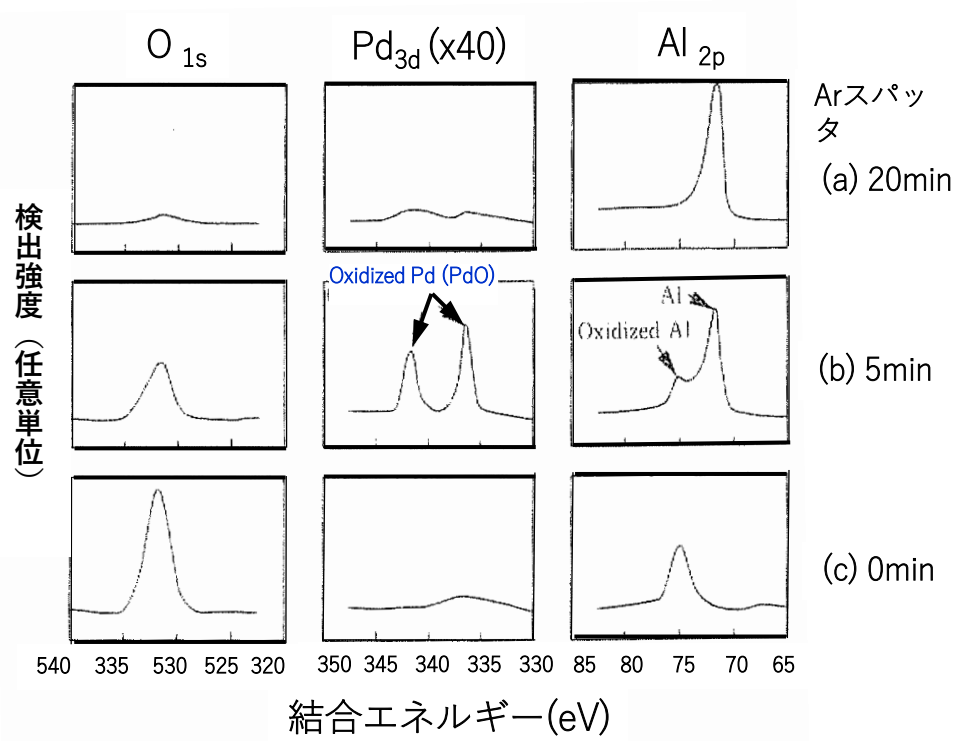 O 1s
Pd3d (x40)
Al 2p
Arスパッ
タ
(a) 20min
検出強度（任意単位）
Oxidized Pd (PdO)
Al
Oxidized Al
(b) 5min
(c) 0min
540 335 530 525 320
350 345 340 335 330
85 80 75 70 65
結合エネルギー(eV)